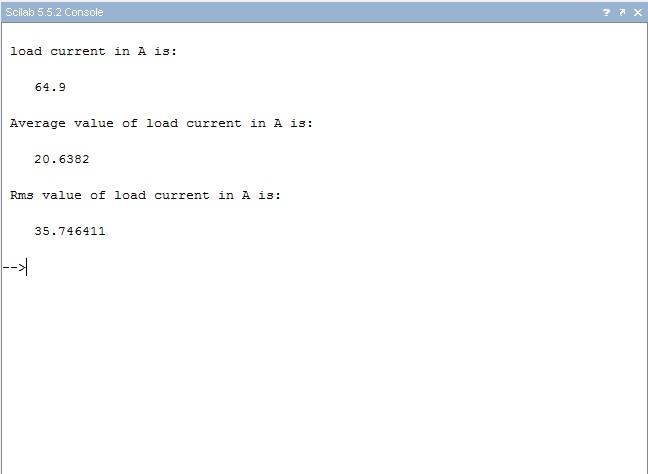 Scilab 5.5.2 Console
load current in A is:
64.9
Average value of load current in A is:
20.6382
Rms value of load current in A is:
35.746411
-->